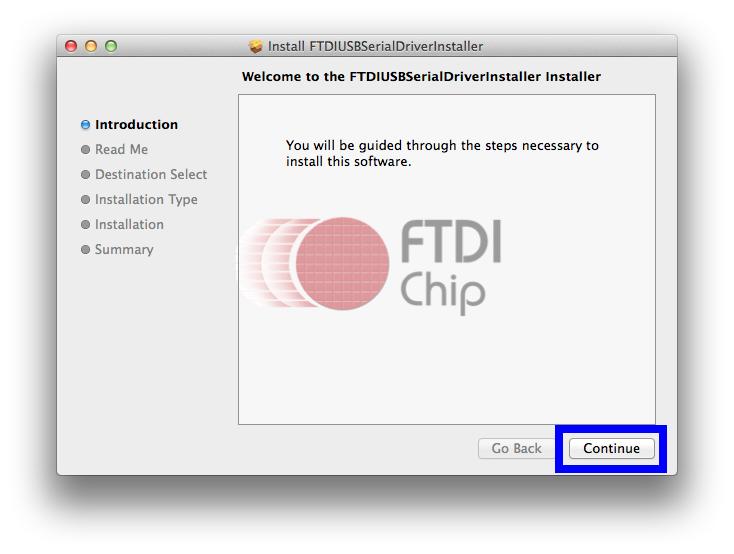 Install FTDIUSBSerialDriverInstaller
Welcome to the FTDIUSBSerialDriverInstaller Installer
Introduction
Read Me
Destination Select
Installation Type
Installation
Summary
You will be guided through the steps necessary to
install this software.
FTDI
Chip
Go Back
Continue